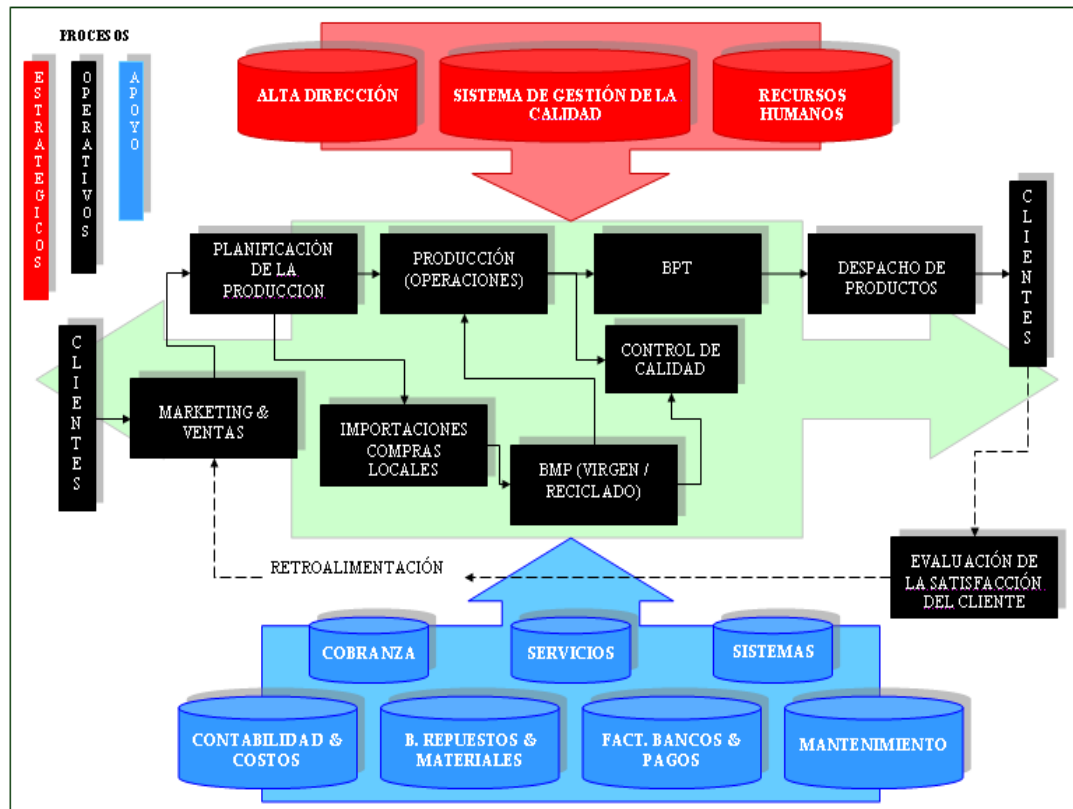 PROCESOS
ESTRATEGICOS
OPERATIVOS
APOYO
ALTA DIRECCIÓN
SISTEMA DE GESTIÓN DE LA
CALIDAD
RECURSOS
HUMANOS
CLIENTES
MARKETING &
VENTAS
PLANIFICACIÓN
DE LA
PRODUCCION
PRODUCCIÓN
(OPERACIONES)
BPT
DESPACHO DE
PRODUCTOS
CLIENTES
CONTROL DE
CALIDAD
IMPORTACIONES
COMPRAS
LOCALES
BMP (VIRGEN /
RECICLADO)
EVALUACIÓN DE
LA SATISFACCIÓN
DEL CLIENTE
RETROALIMENTACIÓN
COBRANZA
SERVICIOS
SISTEMAS
CONTABILIDAD &
COSTOS
B. REPUESTOS &
MATERIALES
FACT. BANCOS &
PAGOS
MANTENIMIENTO